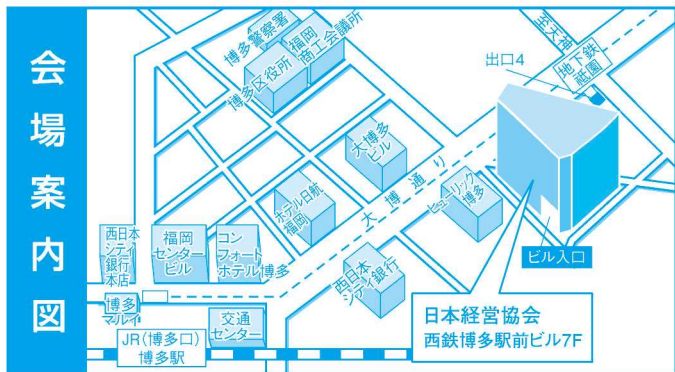 会場案内図
博多警察署
福岡
商工会議所
博多区役所
至天神
地下鉄
祇園
出口4
大博多
ビル
大博通り
ヒューリック
博多
ホテル日航
福岡
西日本
シティ
銀行
本店
福岡
センター
ビル
コン
フォート
ホテル博多
西日本
シティ銀行
ビル入口
博多
マルイ
交通
センター
JR(博多口)
博多駅
日本経営協会
西鉄博多駅前ビル7F